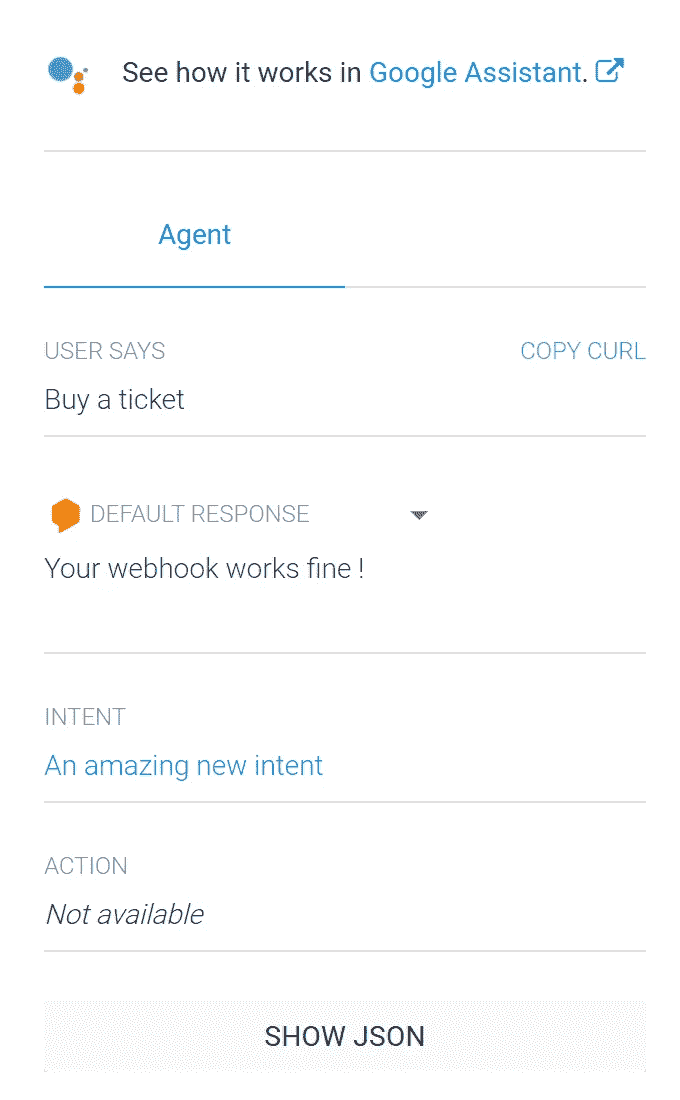 See how it works in Google Assistant.
Agent
USER SAYS COPY CURL
Buy a ticket
DEFAULT RESPONSE
Your webhook works fine !
INTENT
An amazing new intent
ACTION
Not available
SHOW JSON